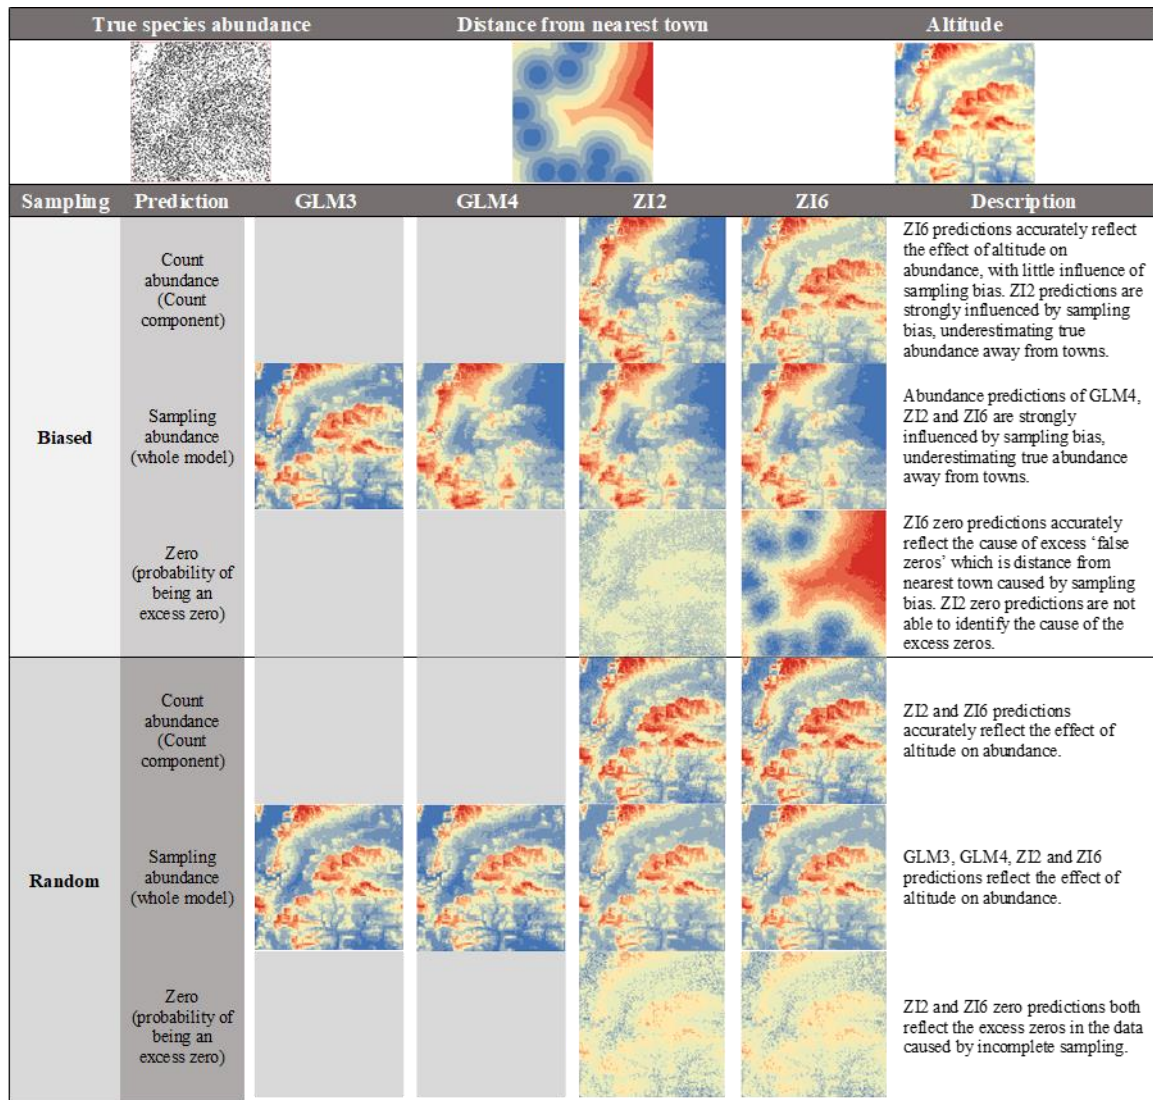 True species abundance
Distance from nearest town
Altitude
Sampling
Prediction
GLM3
GLM4
ZI2
ZI6
Description
Biased
Count
abundance
(Count
component)
ZI6 predictions accurately reflect
the effect of altitude on
abundance, with little influence of
sampling bias. ZI2 predictions are
strongly influenced by sampling
bias, underestimating true
abundance away from towns.
Sampling
abundance
(whole model)
Abundance predictions of GLM4,
ZI2 and ZI6 are strongly
influenced by sampling bias,
underestimating true abundance
away from towns.
Zero
(probability of
being an
excess zero)
ZI6 zero predictions accurately
reflect the cause of excess ‘false
zeros’ which is distance from
nearest town caused by sampling
bias. ZI2 zero predictions are not
able to identify the cause of the
excess zeros.
Random
Count
abundance
(Count
component)
ZI2 and ZI6 predictions
accurately reflect the effect of
altitude on abundance.
Sampling
abundance
(whole model)
GLM3, GLM4, ZI2 and ZI6
predictions reflect the effect of
altitude on abundance.
Zero
(probability of
being an
excess zero)
ZI2 and ZI6 zero predictions both
reflect the excess zeros in the data
caused by incomplete sampling.